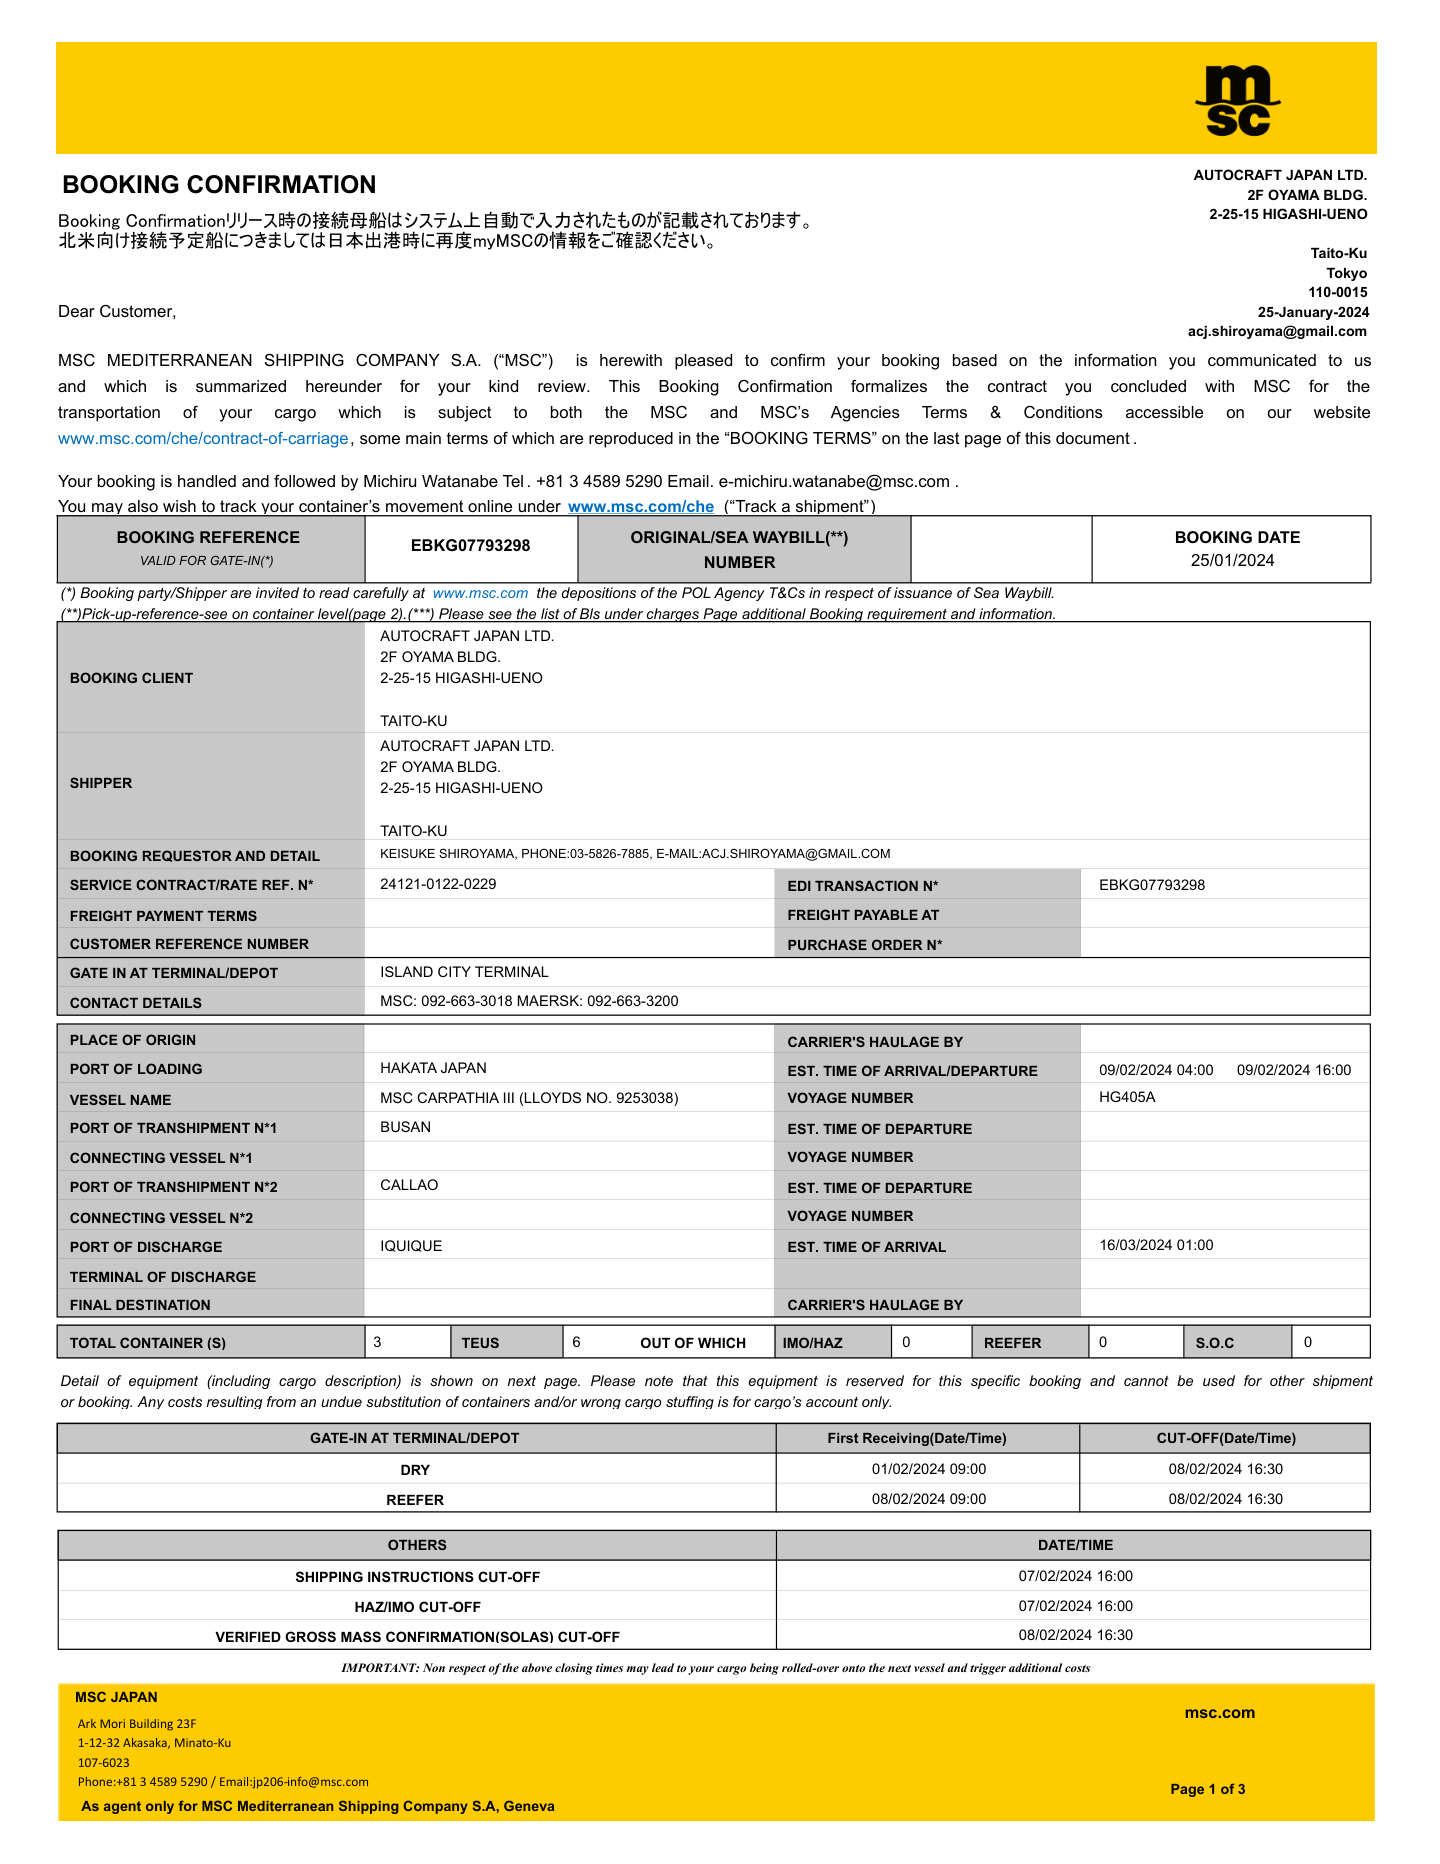 m
sc
BOOKING CONFIRMATION
Booking Confirmationリリース時の接続母船はシステム上自動で入力されたものが記載されております。
北米向け接続予定船につきましては日本出港時に再度myMSCの情報をご確認ください。
AUTOCRAFT JAPAN LTD.
2F OYAMA BLDG.
2-25-15 HIGASHI-UENO
Taito-Ku
Tokyo
110-0015
25-January-2024
acj.shiroyama@gmail.com
Dear Customer,
MSC MEDITERRANEAN SHIPPING COMPANY S.A. (“MSC”) is herewith pleased to confirm your booking based on the information you communicated to us
and which is summarized hereunder for your kind review. This Booking Confirmation formalizes the contract you concluded with MSC for the
transportation of your cargo which is subject to both the MSC and MSC’s Agencies Terms & Conditions accessible on our website
www.msc.com/che/contract-of-carriage, some main terms of which are reproduced in the “BOOKING TERMS” on the last page of this document .
Your booking is handled and followed by Michiru Watanabe Tel . +81 3 4589 5290 Email. e-michiru.watanabe@msc.com .
You may also wish to track your container’s movement online under www.msc.com/che (“Track a shipment”)
BOOKING REFERENCE
VALID FOR GATE-IN(*)
EBKG07793298
ORIGINAL/SEA WAYBILL(**)
NUMBER
BOOKING DATE
25/01/2024
(*) Booking party/Shipper are invited to read carefully at www.msc.com the depositions of the POL Agency T&Cs in respect of issuance of Sea Waybill.
(**)Pick-up-reference-see on container level(page 2).(***) Please see the list of Bls under charges Page additional Booking requirement and information.
BOOKING CLIENT
AUTOCRAFT JAPAN LTD.
2F OYAMA BLDG.
2-25-15 HIGASHI-UENO
TAITO-KU
SHIPPER
AUTOCRAFT JAPAN LTD.
2F OYAMA BLDG.
2-25-15 HIGASHI-UENO
TAITO-KU
BOOKING REQUESTOR AND DETAIL KEISUKE SHIROYAMA, PHONE:03-5826-7885, E-MAIL:ACJ.SHIROYAMA@GMAIL.COM
SERVICE CONTRACT/RATE REF. N* 24121-0122-0229 EDI TRANSACTION N* EBKG07793298
FREIGHT PAYMENT TERMS FREIGHT PAYABLE AT
CUSTOMER REFERENCE NUMBER PURCHASE ORDER N*
GATE IN AT TERMINAL/DEPOT ISLAND CITY TERMINAL
CONTACT DETAILS MSC: 092-663-3018 MAERSK: 092-663-3200
PLACE OF ORIGIN CARRIER'S HAULAGE BY
PORT OF LOADING HAKATA JAPAN EST. TIME OF ARRIVAL/DEPARTURE 09/02/2024 04:00 09/02/2024 16:00
VESSEL NAME MSC CARPATHIA III (LLOYDS NO. 9253038) VOYAGE NUMBER HG405A
PORT OF TRANSHIPMENT N*1 BUSAN EST. TIME OF DEPARTURE
CONNECTING VESSEL N*1 VOYAGE NUMBER
PORT OF TRANSHIPMENT N*2 CALLAO EST. TIME OF DEPARTURE
CONNECTING VESSEL N*2 VOYAGE NUMBER
PORT OF DISCHARGE IQUIQUE EST. TIME OF ARRIVAL 16/03/2024 01:00
TERMINAL OF DISCHARGE
FINAL DESTINATION CARRIER'S HAULAGE BY
TOTAL CONTAINER (S) 3 TEUS 6 OUT OF WHICH IMO/HAZ 0 REEFER 0 S.O.C 0
Detail of equipment (including cargo description) is shown on next page. Please note that this equipment is reserved for this specific booking and cannot be used for other shipment
or booking. Any costs resulting from an undue substitution of containers and/or wrong cargo stuffing is for cargo’s account only.
GATE-IN AT TERMINAL/DEPOT First Receiving(Date/Time) CUT-OFF(Date/Time)
DRY 01/02/2024 09:00 08/02/2024 16:30
REEFER 08/02/2024 09:00 08/02/2024 16:30
OTHERS DATE/TIME
SHIPPING INSTRUCTIONS CUT-OFF 07/02/2024 16:00
HAZ/IMO CUT-OFF 07/02/2024 16:00
VERIFIED GROSS MASS CONFIRMATION(SOLAS) CUT-OFF 08/02/2024 16:30
IMPORTANT: Non respect of the above closing times may lead to your cargo being rolled-over onto the next vessel and trigger additional costs
MSC JAPAN
Ark Mori Building 23F
1-12-32 Akasaka, Minato-Ku
107-6023
Phone:+81 3 4589 5290 / Email:jp206-info@msc.com
As agent only for MSC Mediterranean Shipping Company S.A, Geneva
msc.com
Page 1 of 3